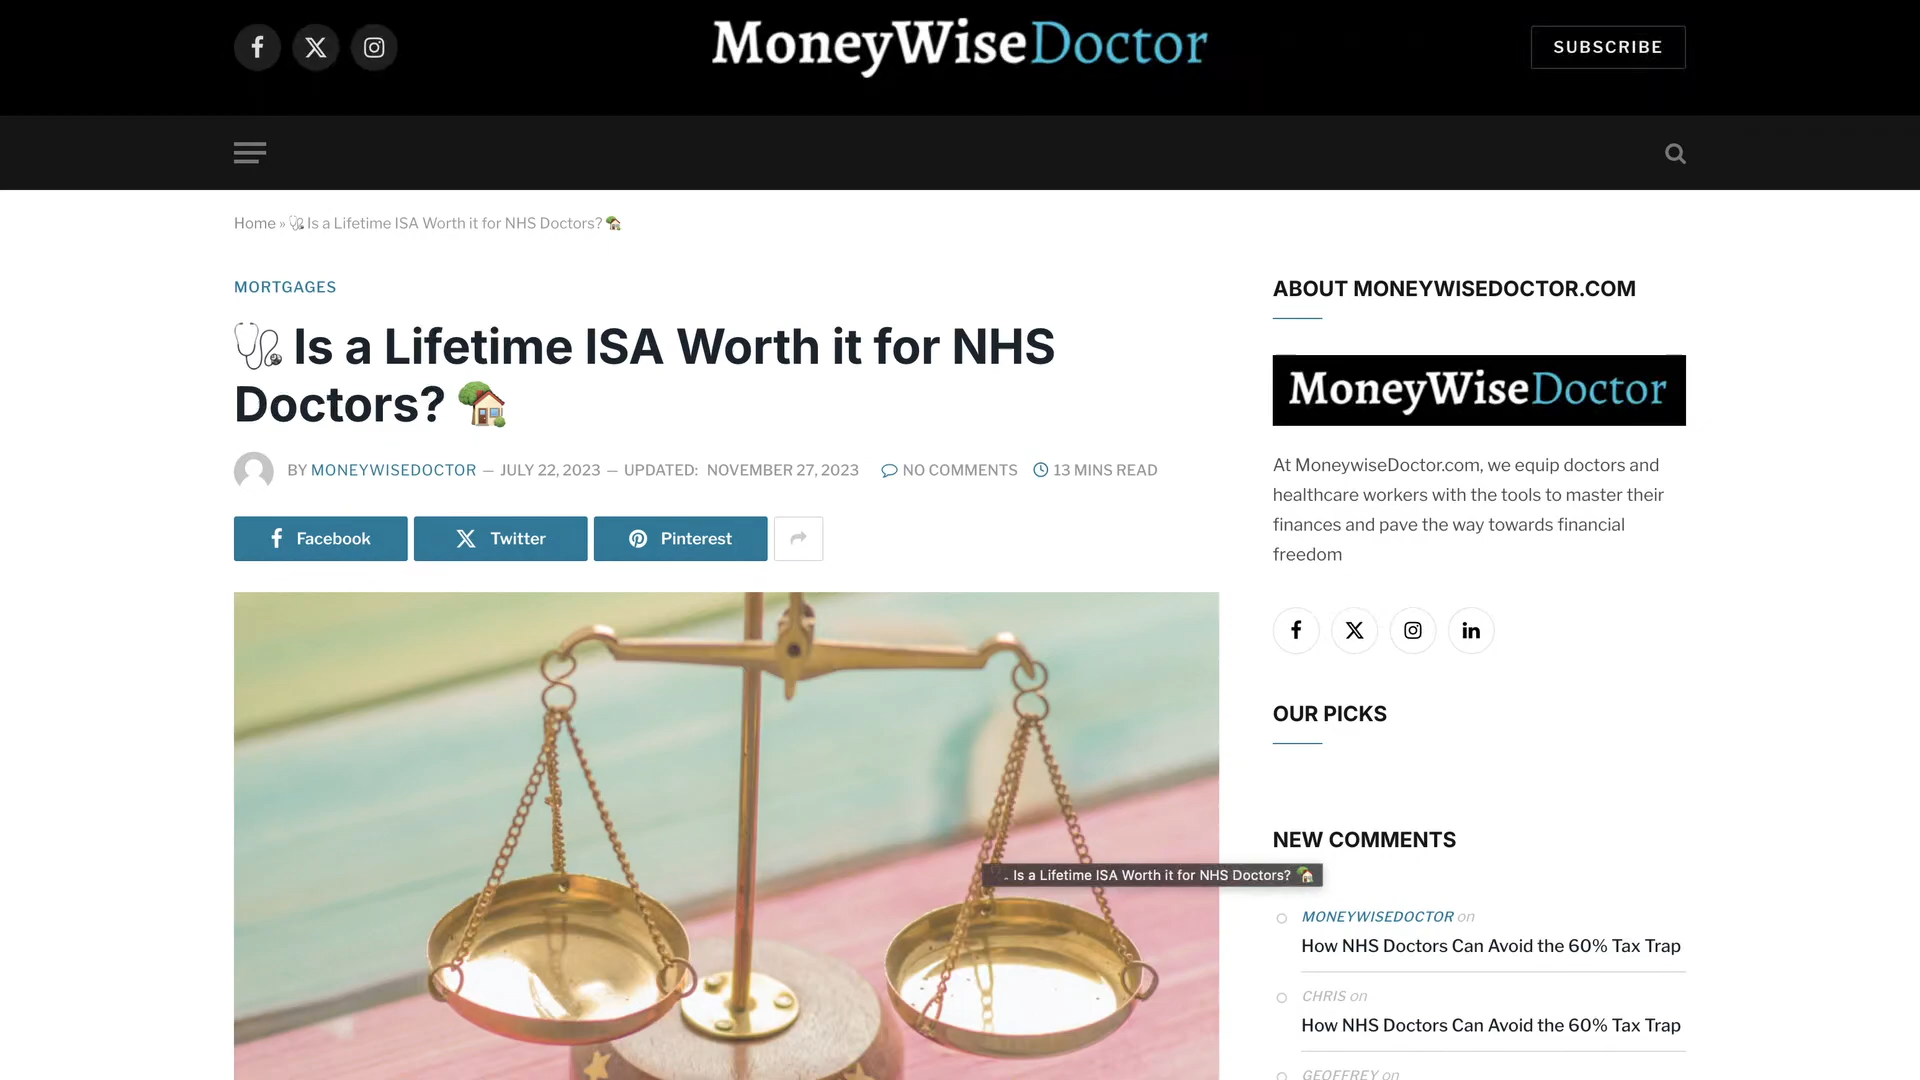 MoneyWiseDoctor
SUBSCRIBE
Home » 🩺 Is a Lifetime ISA Worth it for NHS Doctors? 🏡
MORTGAGES
🩺 Is a Lifetime ISA Worth it for NHS
Doctors? 🏡
BY MONEYWISEDOCTOR — JULY 22, 2023 — UPDATED: NOVEMBER 27, 2023 NO COMMENTS 13 MINS READ
Facebook Twitter Pinterest
ABOUT MONEYWISEDOCTOR.COM
MoneyWiseDoctor
At MoneywiseDoctor.com, we equip doctors and
healthcare workers with the tools to master their
finances and pave the way towards financial
freedom
OUR PICKS
NEW COMMENTS
🩺 Is a Lifetime ISA Worth it for NHS Doctors? 🏡
MONEYWISEDOCTOR on
How NHS Doctors Can Avoid the 60% Tax Trap
CHRIS on
How NHS Doctors Can Avoid the 60% Tax Trap
GEOFFREY on